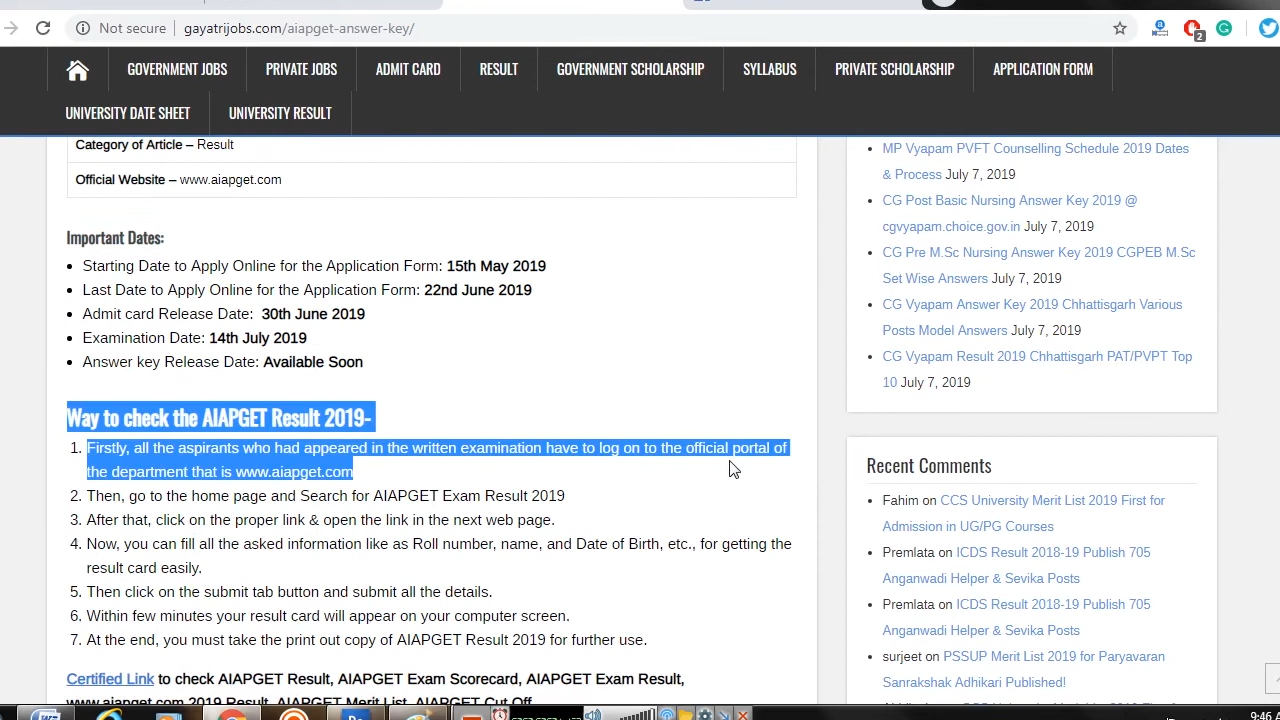 Not secure
gayatrijobs.com/aiapget-answer-key/
2
GOVERNMENT JOBS
PRIVATE JOBS
ADMIT CARD
RESULT
GOVERNMENT SCHOLARSHIP
SYLLABUS
PRIVATE SCHOLARSHIP
APPLICATION FORM
UNIVERSITY DATE SHEET
UNIVERSITY RESULT
Category of Article – Result
Official Website – www.aiapget.com
Important Dates:
• Starting Date to Apply Online for the Application Form: 15th May 2019
• Last Date to Apply Online for the Application Form: 22nd June 2019
• Admit card Release Date: 30th June 2019
• Examination Date: 14th July 2019
• Answer key Release Date: Available Soon
Way to check the AIAPGET Result 2019-
1. Firstly, all the aspirants who had appeared in the written examination have to log on to the official portal of
the department that is www.aiapget.com
2. Then, go to the home page and Search for AIAPGET Exam Result 2019
3. After that, click on the proper link & open the link in the next web page.
4. Now, you can fill all the asked information like as Roll number, name, and Date of Birth, etc., for getting the
result card easily.
5. Then click on the submit tab button and submit all the details.
6. Within few minutes your result card will appear on your computer screen.
7. At the end, you must take the print out copy of AIAPGET Result 2019 for further use.
Certified Link to check AIAPGET Result, AIAPGET Exam Scorecard, AIAPGET Exam Result,
www.aiapget.com 2019 Result, AIAPGET Merit List, AIAPGET Cut Off
• MP Vyapam PVFT Counselling Schedule 2019 Dates
& Process July 7, 2019
• CG Post Basic Nursing Answer Key 2019 @
cgvyapam.choice.gov.in July 7, 2019
• CG Pre M.Sc Nursing Answer Key 2019 CGPEB M.Sc
Set Wise Answers July 7, 2019
• CG Vyapam Answer Key 2019 Chhattisgarh Various
Posts Model Answers July 7, 2019
• CG Vyapam Result 2019 Chhattisgarh PAT/PVPT Top
10 July 7, 2019
Recent Comments
• Fahim on CCS University Merit List 2019 First for
Admission in UG/PG Courses
• Premlata on ICDS Result 2018-19 Publish 705
Anganwadi Helper & Sevika Posts
• Premlata on ICDS Result 2018-19 Publish 705
Anganwadi Helper & Sevika Posts
• surjeet on PSSUP Merit List 2019 for Paryavaran
Sanrakshak Adhikari Published!
9:46